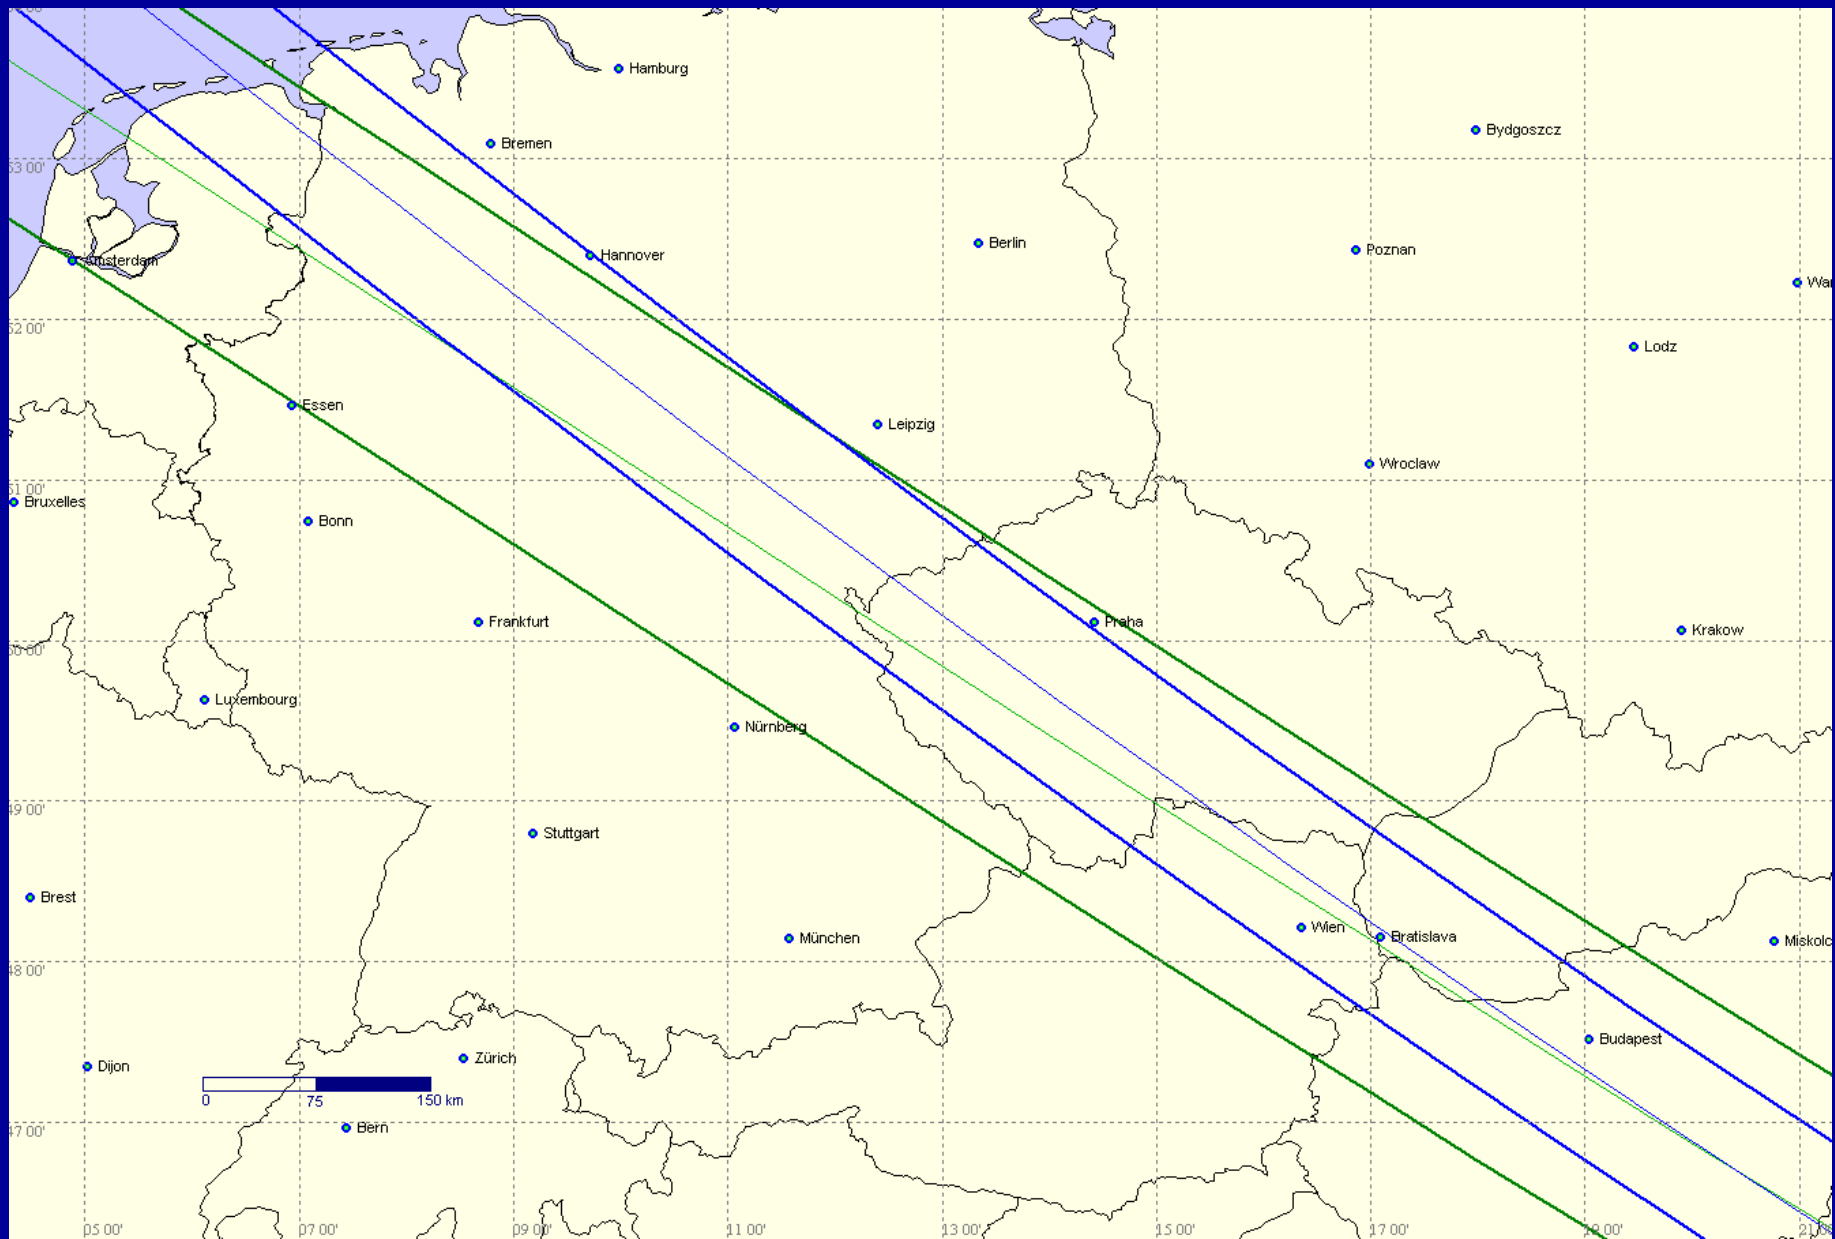 Hamburg
Bydgoszcz
Bremen
53 00'
Berlin
Poznan
Hannover
Amsterdam
War
52 00'
Lodz
Essen
Leipzig
Wroclaw
51 00'
Bruxelles
Bonn
Frankfurt
Praha
Krakow
50 00'
Luxembourg
Nürnberg
49 00'
Stuttgart
Brest
Wien
München
Bratislava
Miskolc
48 00'
Budapest
Zürich
Dijon
0 75 150 km
Bern
47 00'
05 00' 07 00' 09 00' 11 00' 13 00' 15 00' 17 00' 19 00' 21 00'